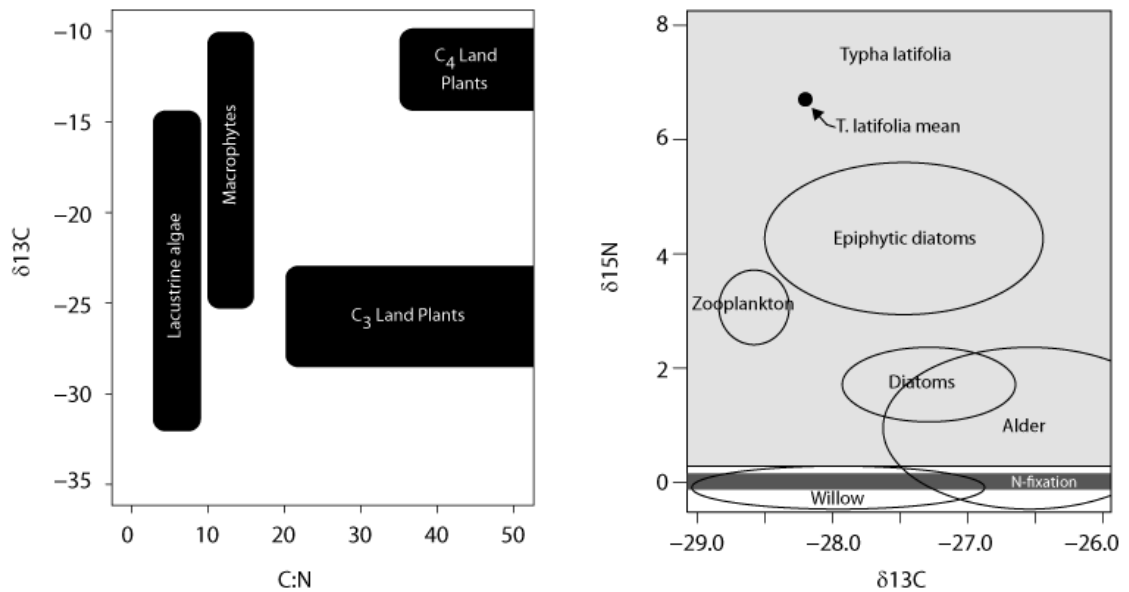 δ13C
−10
−15
−20
−25
−30
−35
Lacustrine algae
Macrophytes
C4 Land
Plants
C3 Land Plants
0
10
20
30
40
50
C:N
δ15N
8
6
4
2
0
Typha latifolia
T. latifolia mean
Epiphytic diatoms
Zooplankton
Diatoms
Alder
N-fixation
Willow
−29.0
−28.0
−27.0
−26.0
δ13C